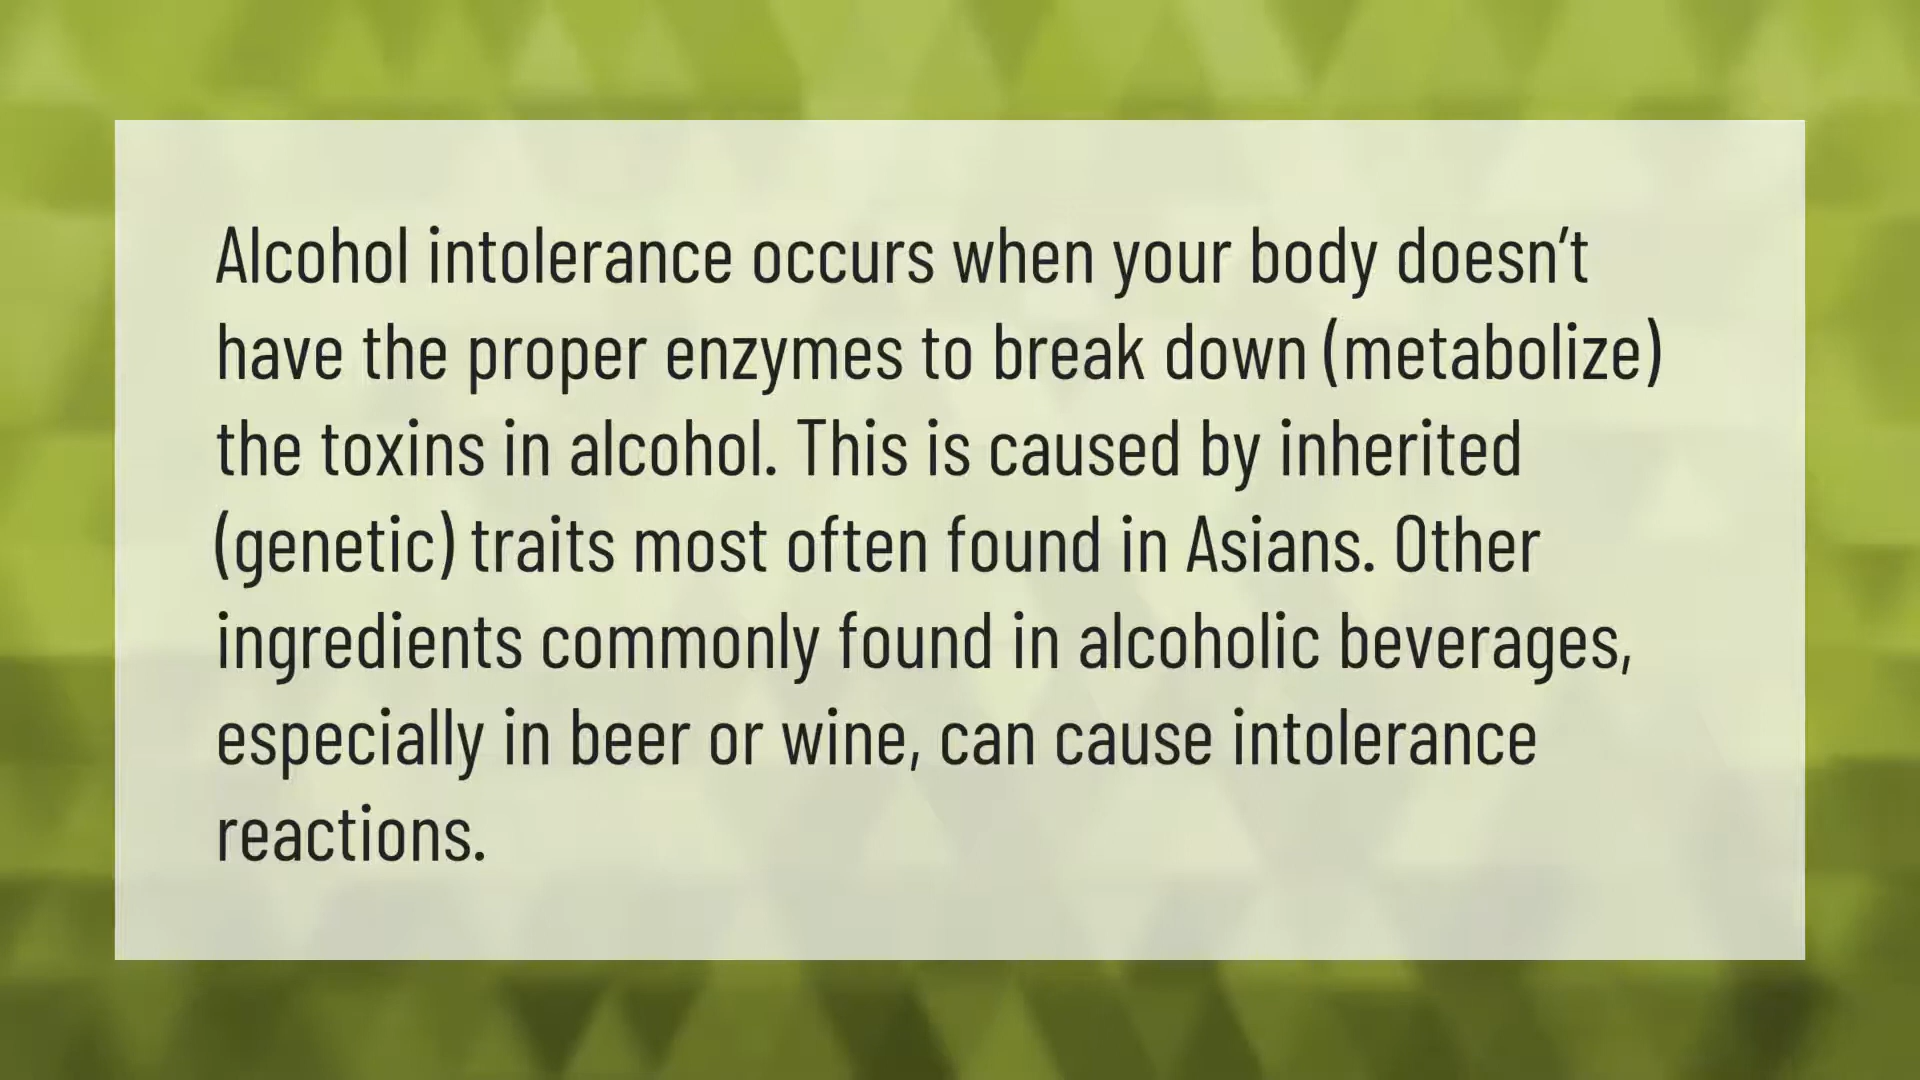 Alcohol intolerance occurs when your body doesn’t
have the proper enzymes to break down (metabolize)
the toxins in alcohol. This is caused by inherited
(genetic) traits most often found in Asians. Other
ingredients commonly found in alcoholic beverages,
especially in beer or wine, can cause intolerance
reactions.